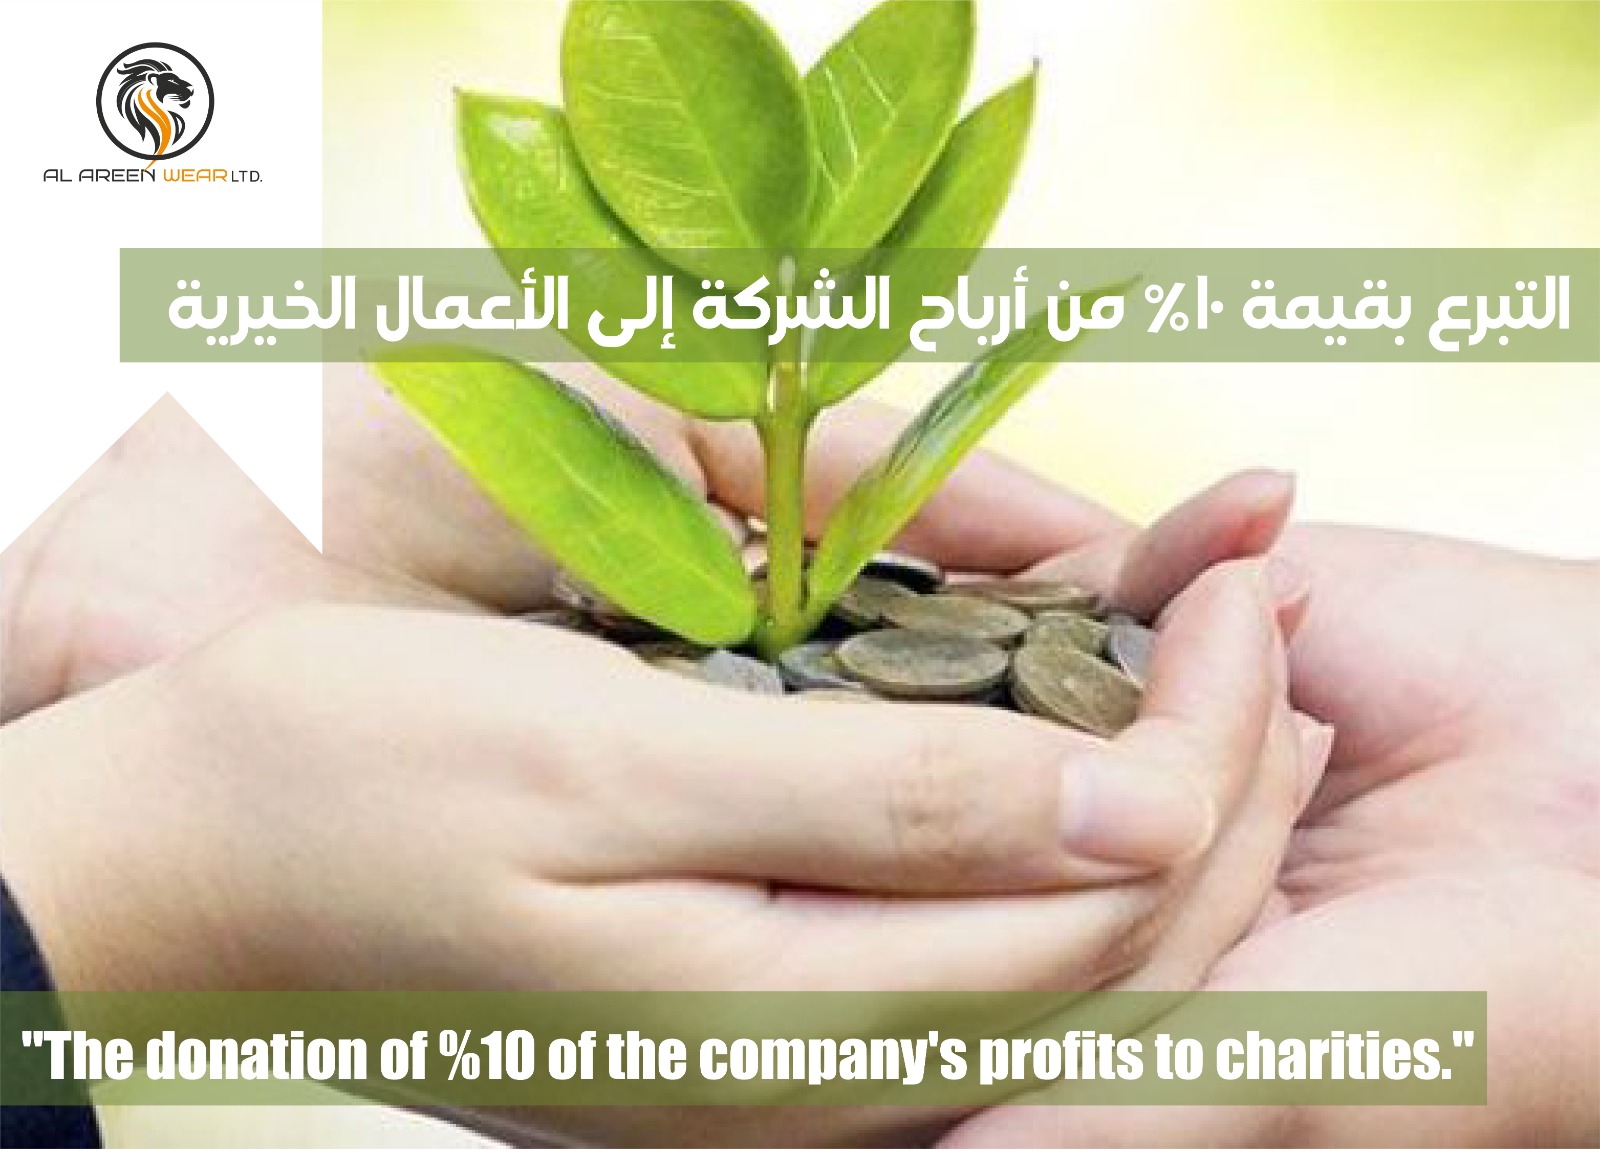 AL AREEN WEAR LTD.
التبرع بقيمة ١٠% من أرباح الشركة إلى الأعمال الخيرية
"The donation of %10 of the company's profits to charities."